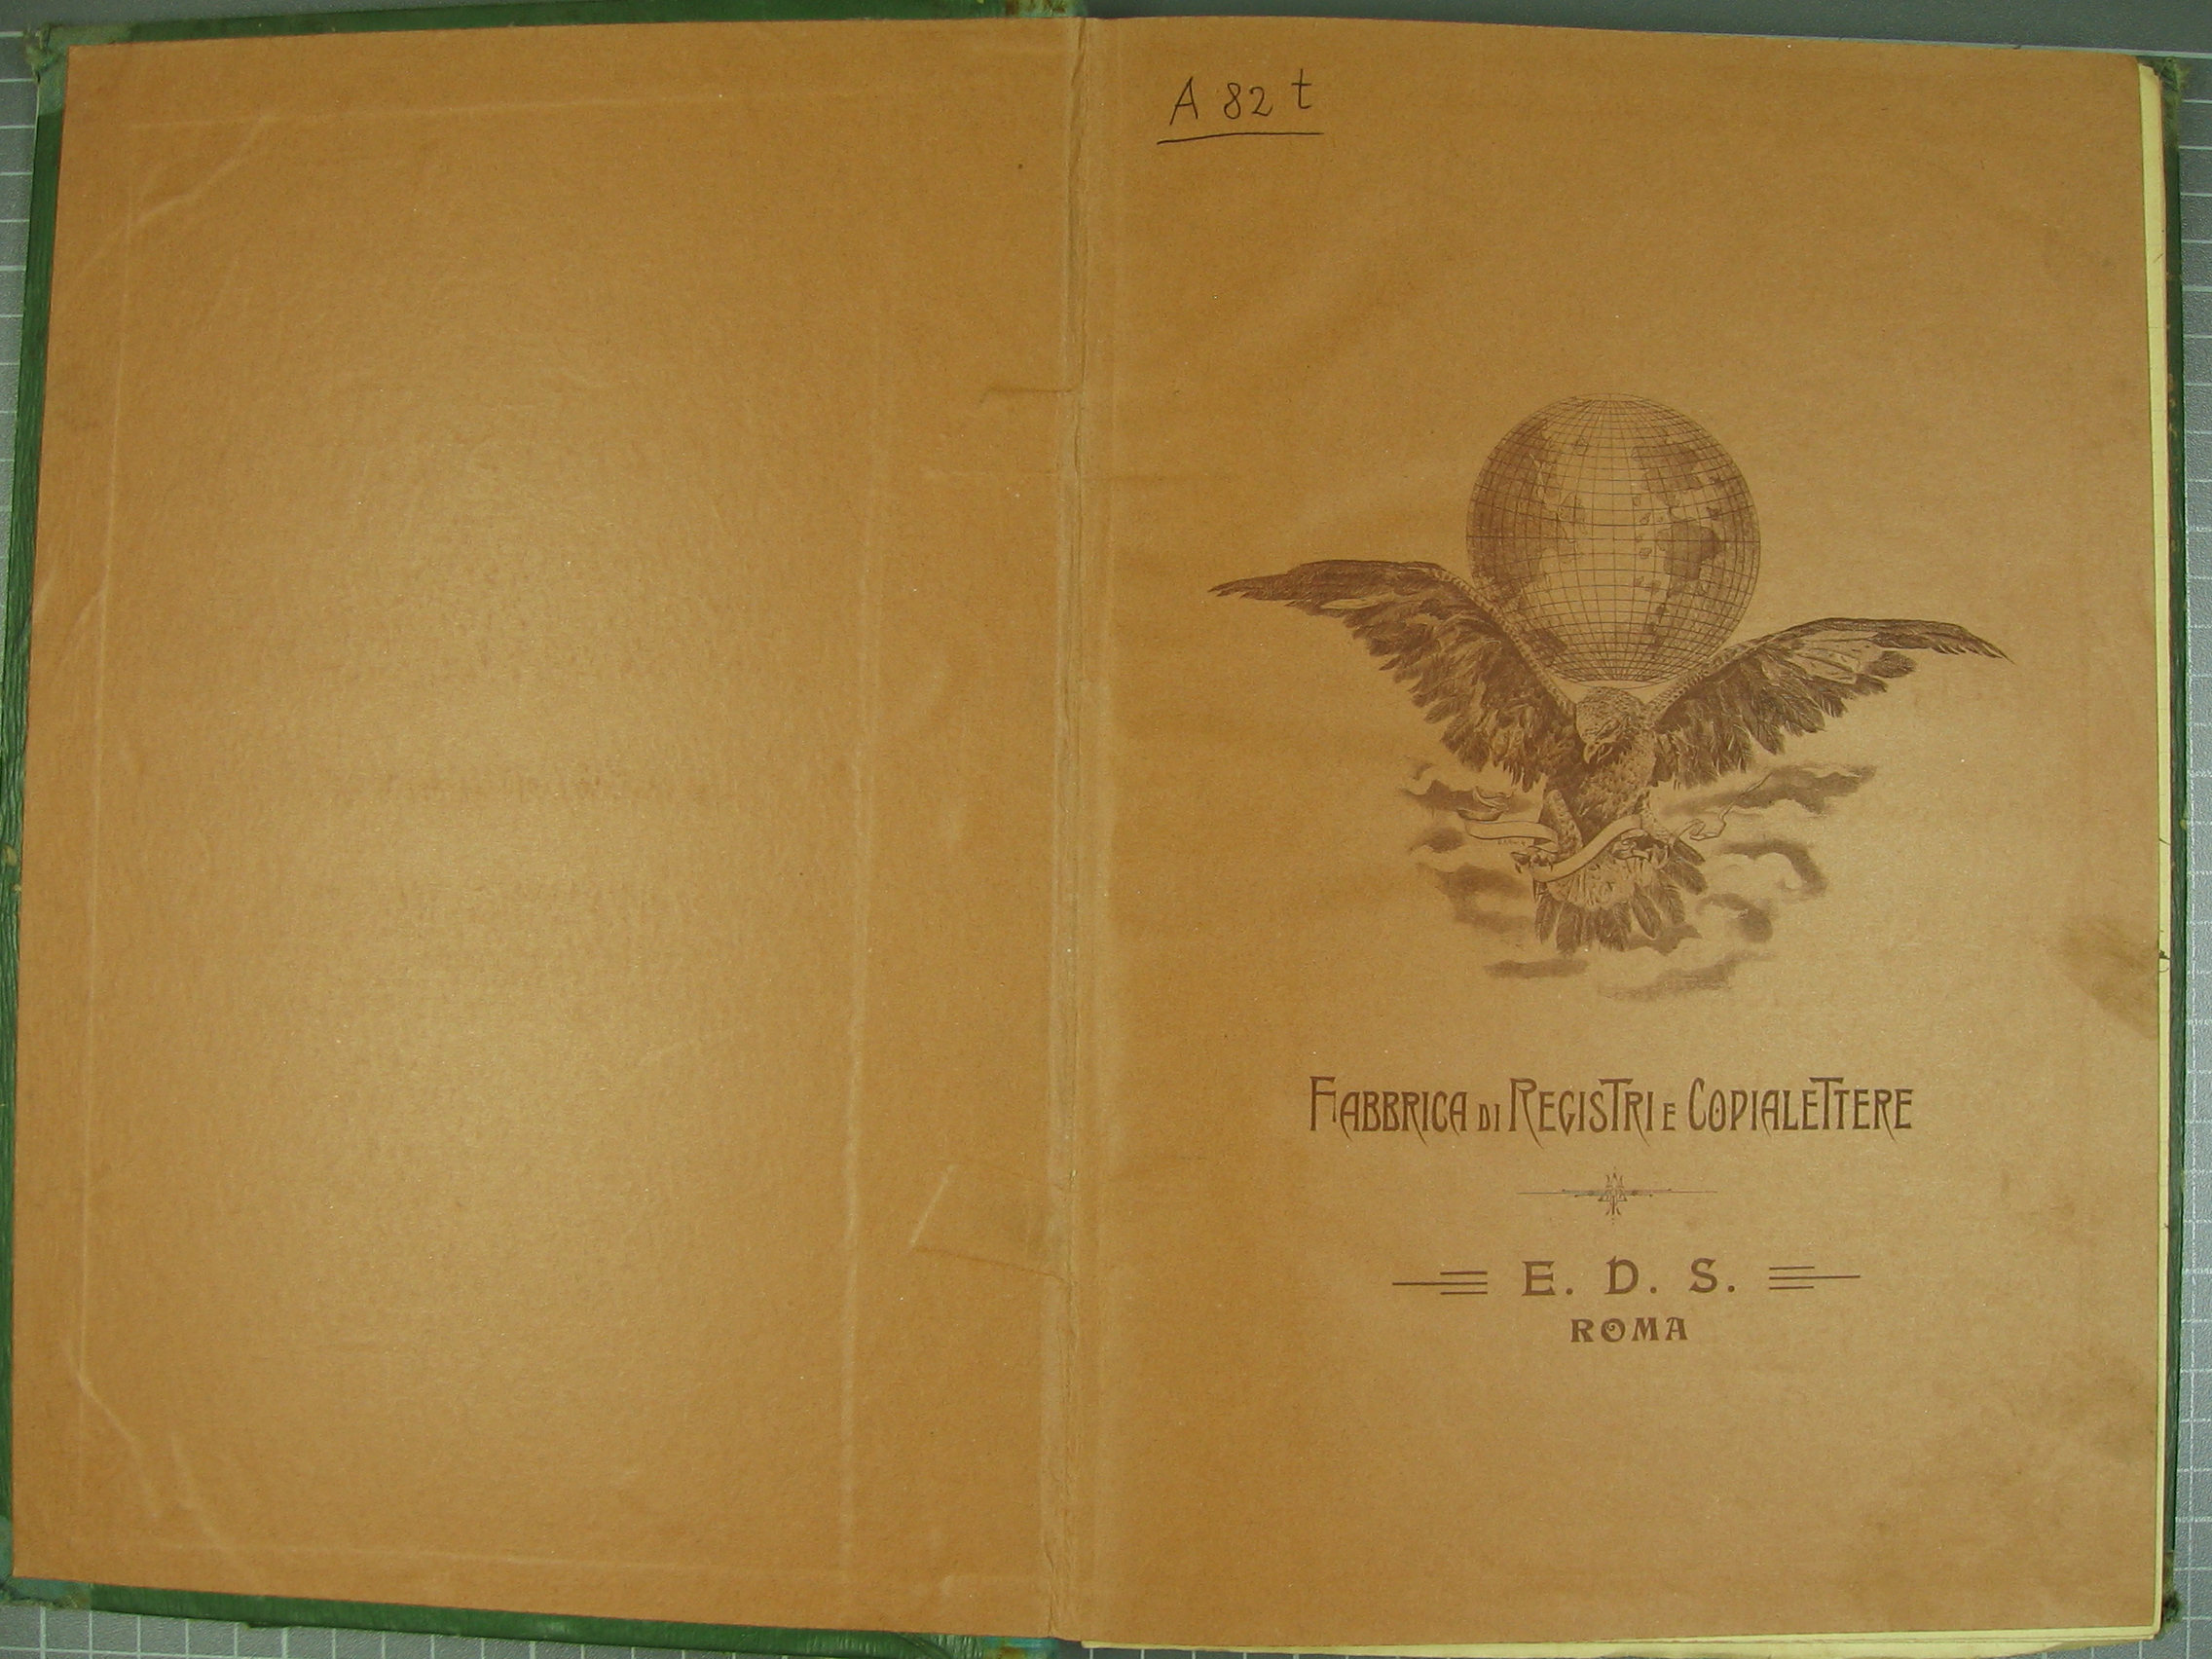 A 82 t
FABBRICA DI REGISTRI E COPIALETTERE
E. D. S.
ROMA